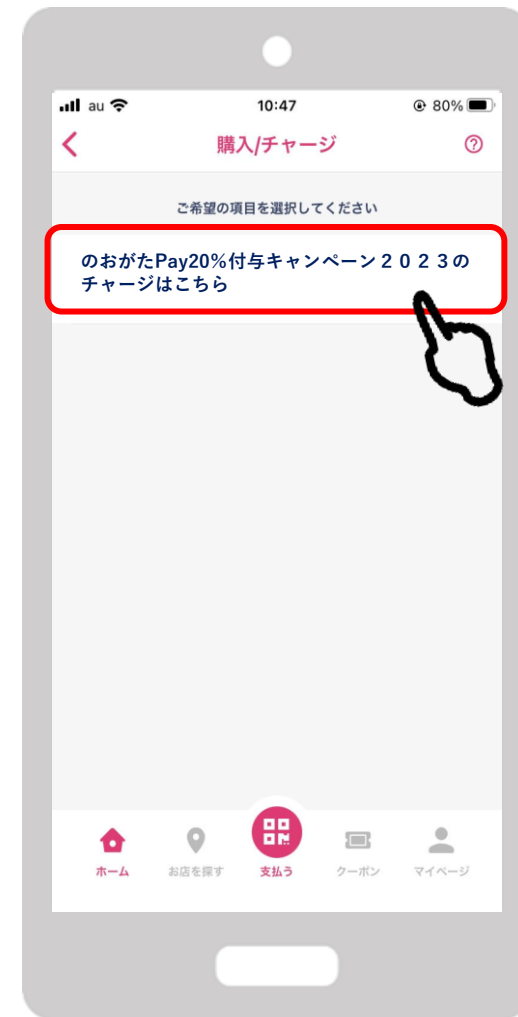 au 10:47 80%
購入/チャージ
ご希望の項目を選択してください
のおがたPay20%付与キャンペーン２０２３の
チャージはこちら
ホーム お店を探す 支払う クーポン マイページ